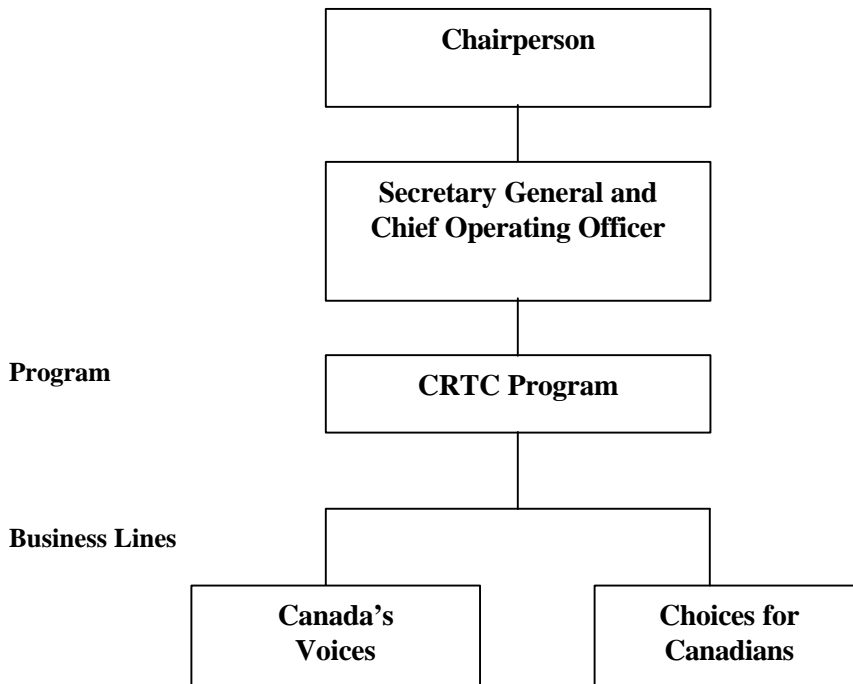 Chairperson
Secretary General and
Chief Operating Officer
Program
CRTC Program
Business Lines
Canada’s
Voices
Choices for
Canadians